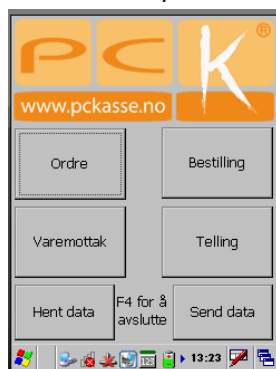 PCK®
www.pckasse.no
Ordre
Bestilling
Varemottak
Telling
Hent data
F4 for å
avslutte
Send data
13:23